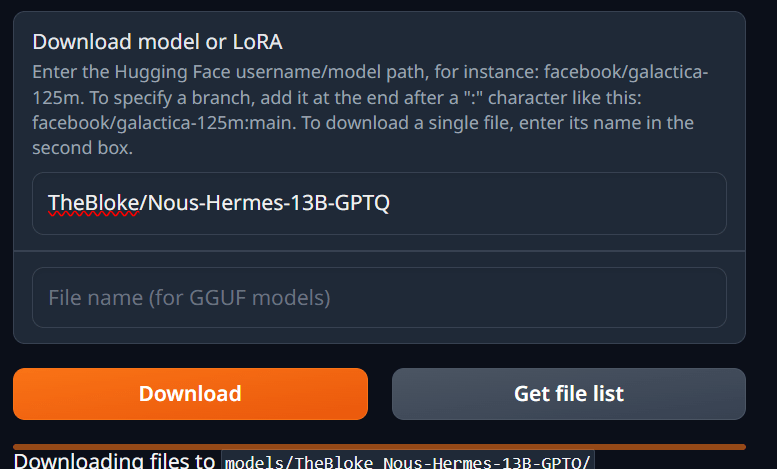 Download model or LoRA
Enter the Hugging Face username/model path, for instance: facebook/galactica-
125m. To specify a branch, add it at the end after a ":" character like this:
facebook/galactica-125m:main. To download a single file, enter its name in the
second box.
TheBloke/Nous-Hermes-13B-GPTQ
File name (for GGUF models)
Download
Get file list
Downloading files to models/TheBloke_Nous-Hermes-13B-GPTQ/